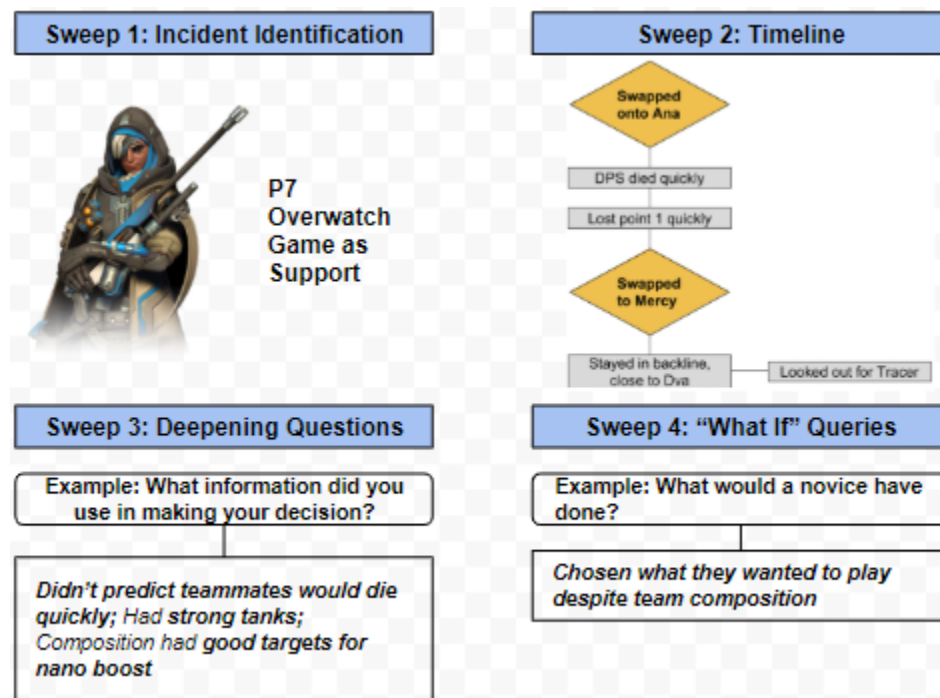 Sweep 1: Incident Identification
P7
Overwatch
Game as
Support
Sweep 2: Timeline
Swapped
onto Ana
DPS died quickly
Lost point 1 quickly
Swapped
to Mercy
Stayed in backline,
close to Dva
Looked out for Tracer
Sweep 3: Deepening Questions
Example: What information did you
use in making your decision?
Didn't predict teammates would die
quickly; Had strong tanks;
Composition had good targets for
nano boost
Sweep 4: “What If” Queries
Example: What would a novice have
done?
Chosen what they wanted to play
despite team composition